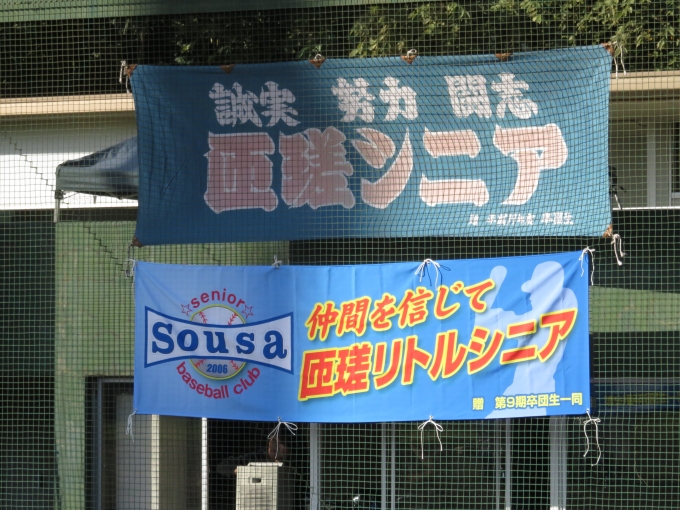 誠実 努力 闘志
匝瑳シニア
senior
Sousa
2006
baseball club
仲間を信じて
匝瑳リトルシニア
贈 第9期卒団生一同